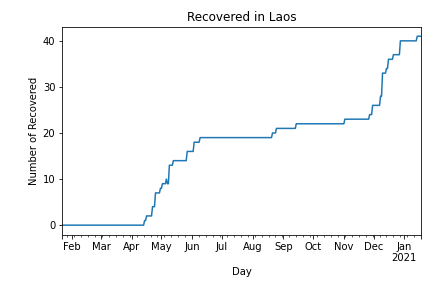 Recovered in Laos
Number of Recovered
40
30
20
10
0
Feb Mar Apr May Jun Jul Aug Sep Oct Nov Dec Jan
2021
Day